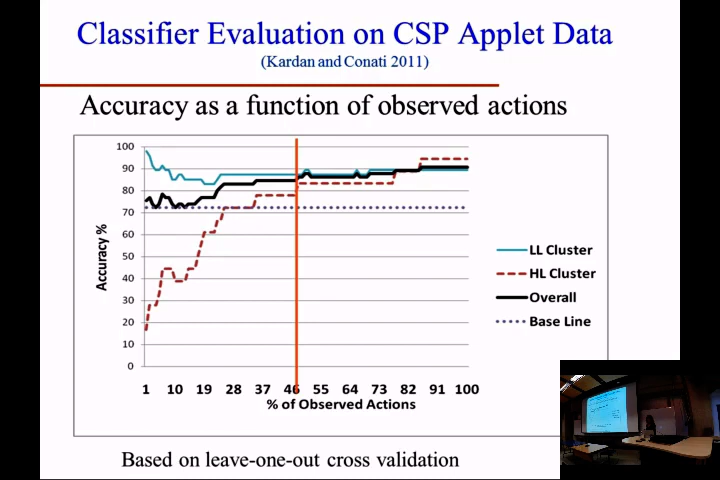 Classifier Evaluation on CSP Applet Data
(Kardan and Conati 2011)
Accuracy as a function of observed actions
100
90
80
70
60
50
40
30
20
10
0
Accuracy %
1 10 19 28 37 46 55 64 73 82 91 100
% of Observed Actions
LL Cluster
HL Cluster
Overall
Base Line
Based on leave-one-out cross validation